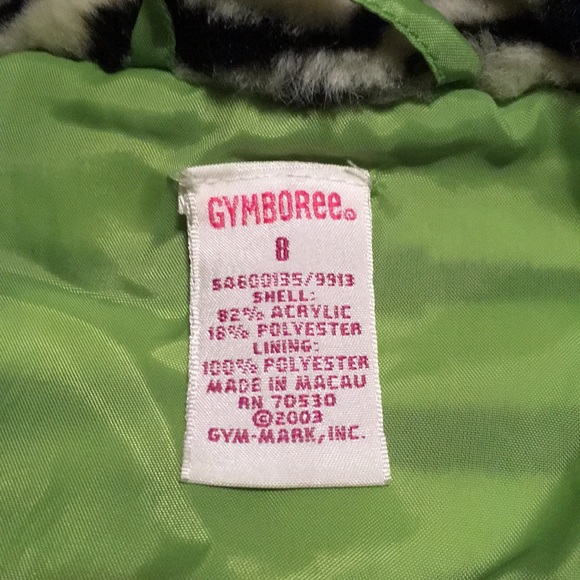 GYMBORee®
8
SA600135/9913
SHELL:
82% ACRYLIC
18% POLYESTER
LINING:
100% POLYESTER
MADE IN MACAU
RN 70530
©2003
GYM-MARK, INC.